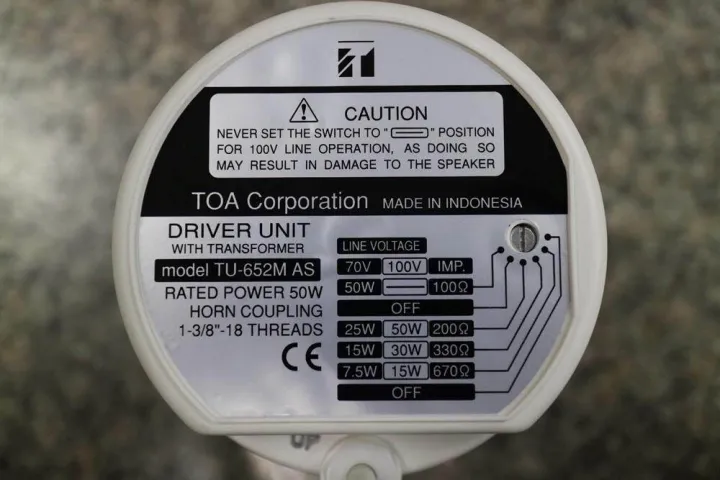 CAUTION
NEVER SET THE SWITCH TO "▭" POSITION
FOR 100V LINE OPERATION, AS DOING SO
MAY RESULT IN DAMAGE TO THE SPEAKER
TOA Corporation MADE IN INDONESIA
DRIVER UNIT
WITH TRANSFORMER
model TU-652M AS
RATED POWER 50W
HORN COUPLING
1-3/8"-18 THREADS
CE
LINE VOLTAGE
70V 100V IMP.
50W — 100Ω
OFF
25W 50W 200Ω
15W 30W 330Ω
7.5W 15W 670Ω
OFF
UP